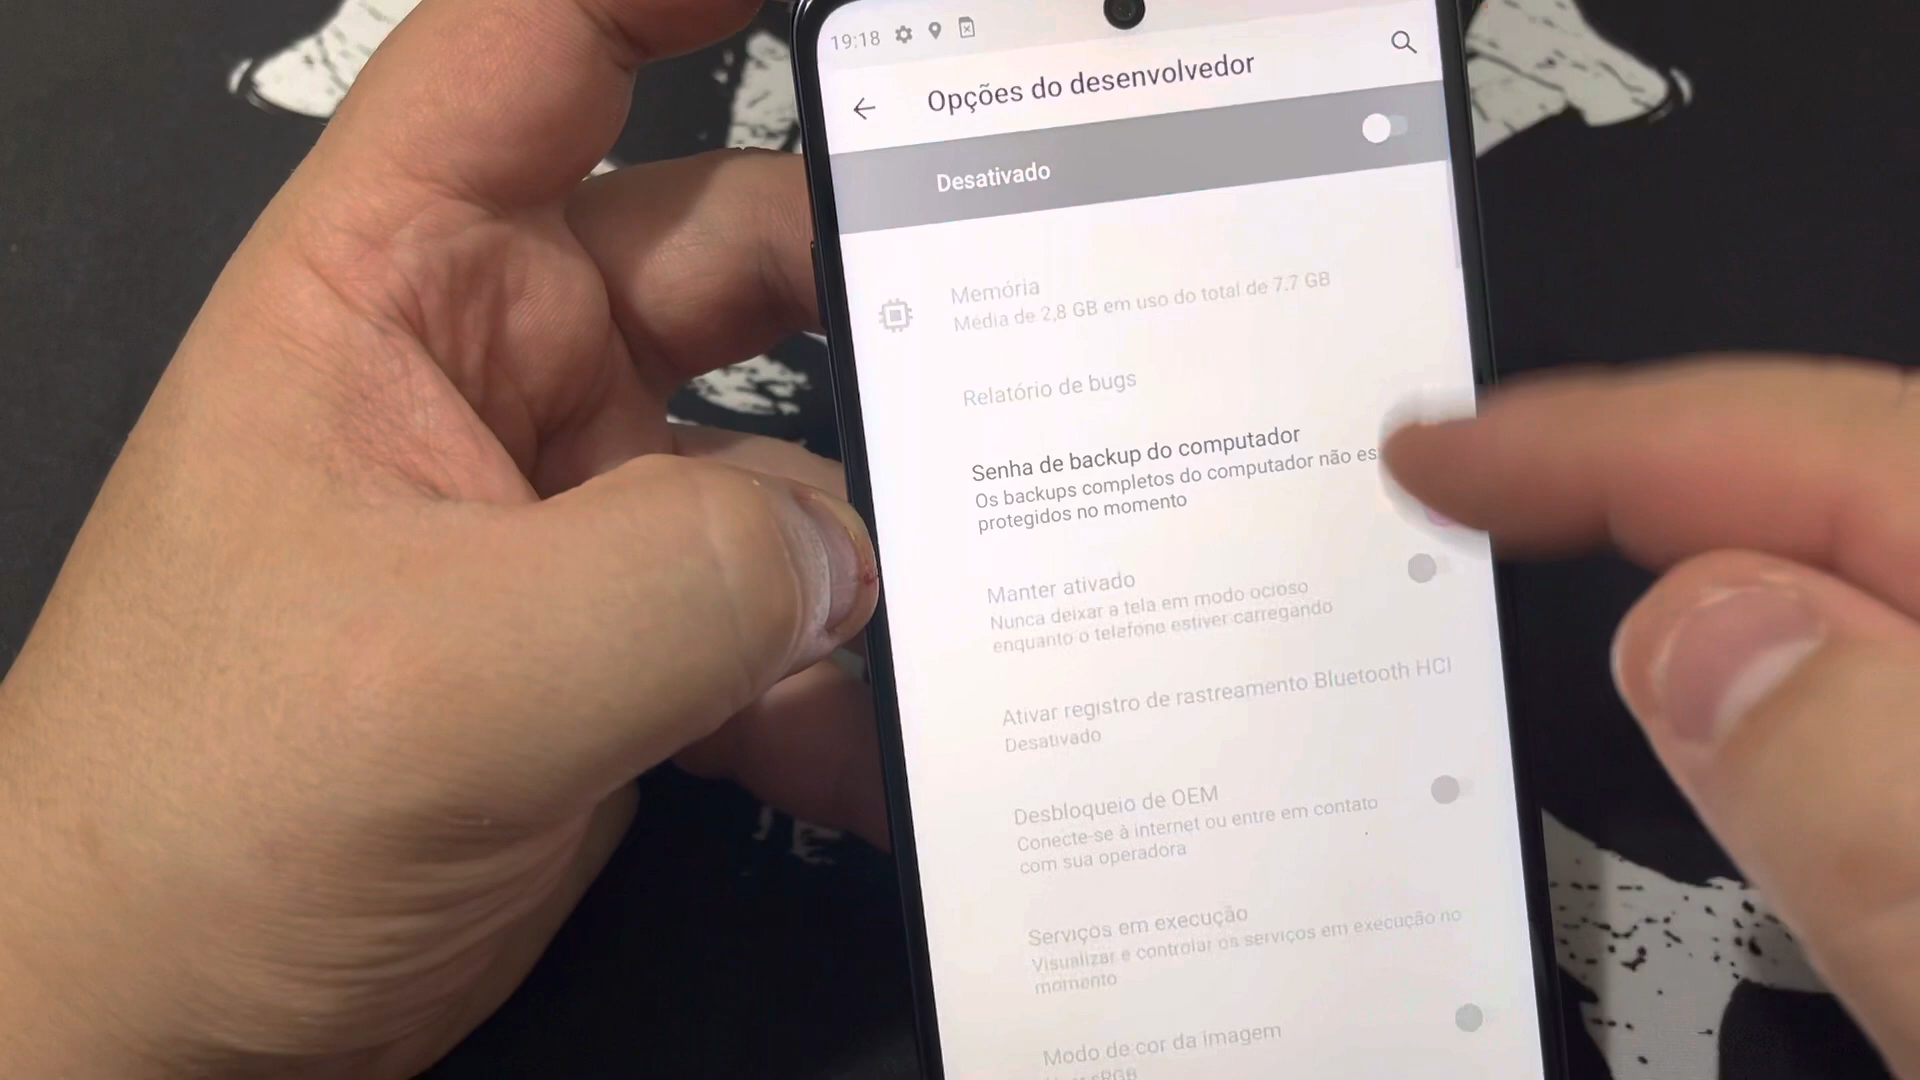 19:18
Opções do desenvolvedor
Desativado
Memória
Média de 2,8 GB em uso do total de 7.7 GB
Relatório de bugs
Senha de backup do computador
Os backups completos do computador não es
protegidos no momento
Manter ativado
Nunca deixar a tela em modo ocioso
enquanto o telefone estiver carregando
Ativar registro de rastreamento Bluetooth HCI
Desativado
Desbloqueio de OEM
Conecte-se à internet ou entre em contato
com sua operadora
Serviços em execução
Visualizar e controlar os serviços em execução no
momento
Modo de cor da imagem
sRGB